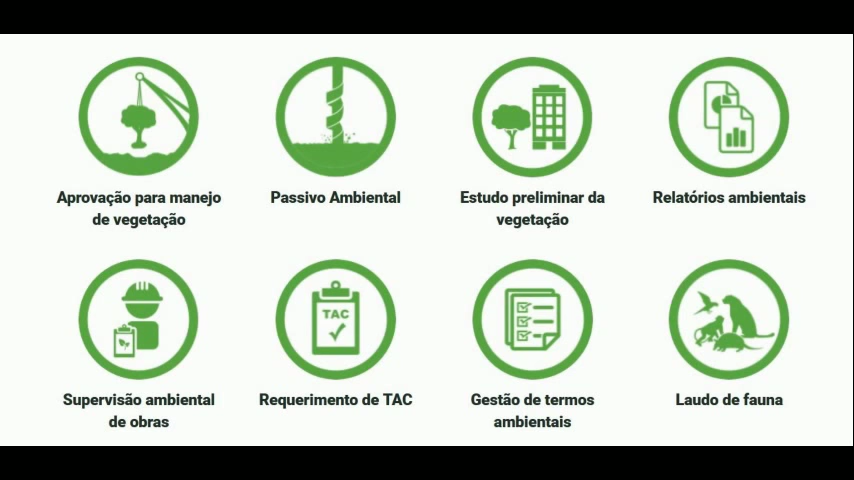 Aprovação para manejo
de vegetação
Passivo Ambiental
Estudo preliminar da
vegetação
Relatórios ambientais
TAC
Supervisão ambiental
de obras
Requerimento de TAC
Gestão de termos
ambientais
Laudo de fauna